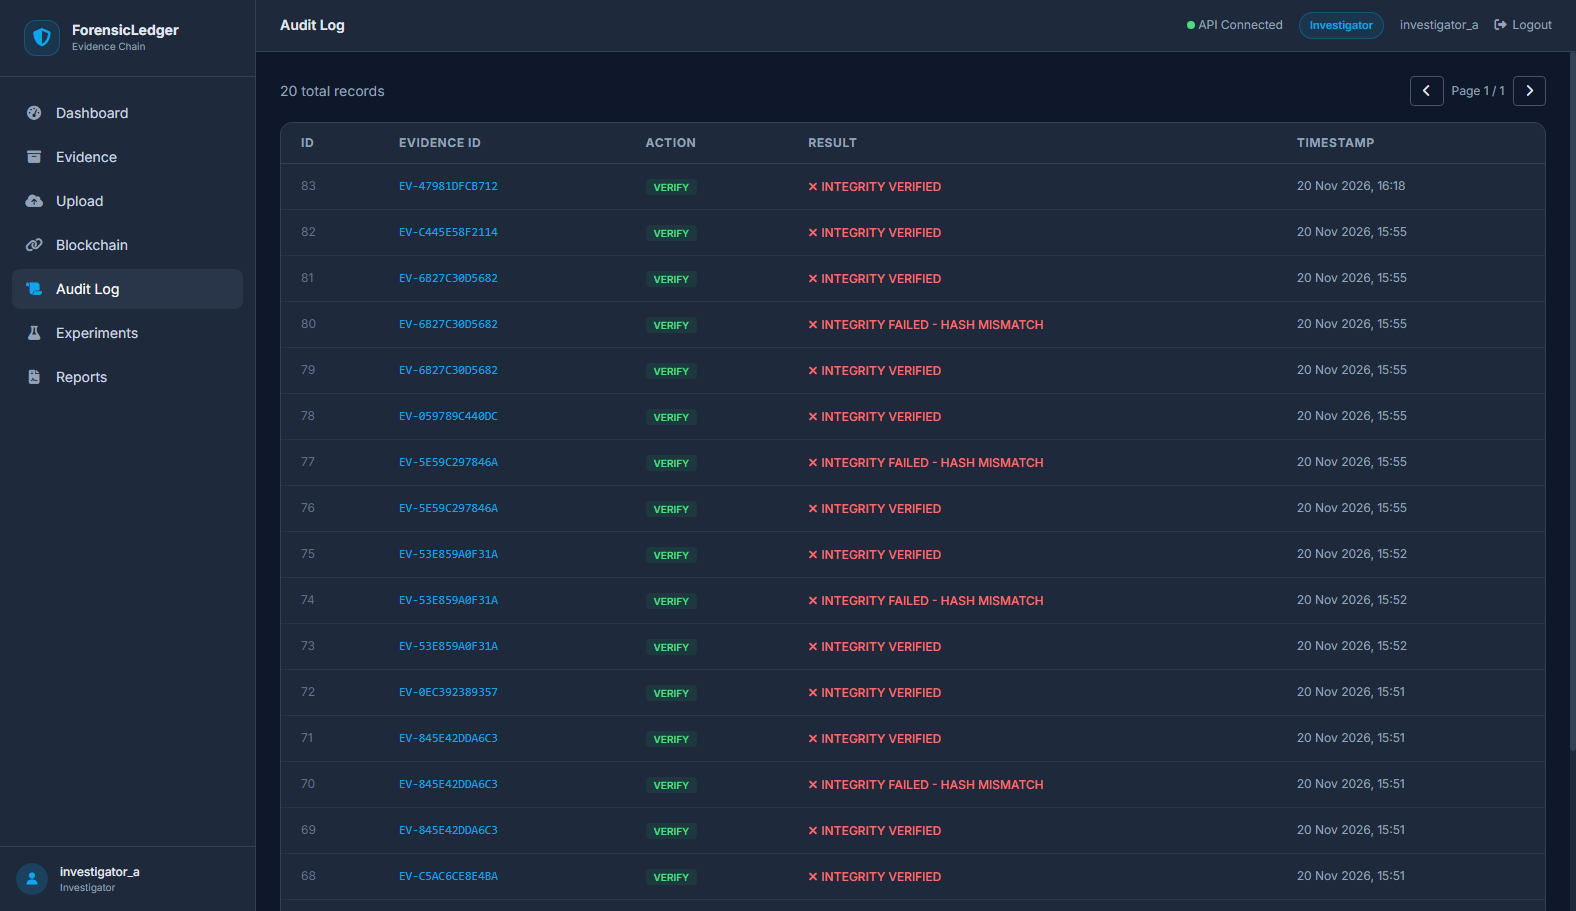 ForensicLedger
Evidence Chain
Dashboard
Evidence
Upload
Blockchain
Audit Log
Experiments
Reports
investigator_a
Investigator
Audit Log
API Connected
Investigator
investigator_a
Logout
20 total records
Page 1 / 1
ID EVIDENCE ID ACTION RESULT TIMESTAMP
83 EV-47981DFCB712 VERIFY ✕ INTEGRITY VERIFIED 20 Nov 2026, 16:18
82 EV-C445E58F2114 VERIFY ✕ INTEGRITY VERIFIED 20 Nov 2026, 15:55
81 EV-6B27C30D5682 VERIFY ✕ INTEGRITY VERIFIED 20 Nov 2026, 15:55
80 EV-6B27C30D5682 VERIFY ✕ INTEGRITY FAILED - HASH MISMATCH 20 Nov 2026, 15:55
79 EV-6B27C30D5682 VERIFY ✕ INTEGRITY VERIFIED 20 Nov 2026, 15:55
78 EV-059789C440DC VERIFY ✕ INTEGRITY VERIFIED 20 Nov 2026, 15:55
77 EV-5E59C297846A VERIFY ✕ INTEGRITY FAILED - HASH MISMATCH 20 Nov 2026, 15:55
76 EV-5E59C297846A VERIFY ✕ INTEGRITY VERIFIED 20 Nov 2026, 15:55
75 EV-53E859A0F31A VERIFY ✕ INTEGRITY VERIFIED 20 Nov 2026, 15:52
74 EV-53E859A0F31A VERIFY ✕ INTEGRITY FAILED - HASH MISMATCH 20 Nov 2026, 15:52
73 EV-53E859A0F31A VERIFY ✕ INTEGRITY VERIFIED 20 Nov 2026, 15:52
72 EV-0EC392389357 VERIFY ✕ INTEGRITY VERIFIED 20 Nov 2026, 15:51
71 EV-845E42DDA6C3 VERIFY ✕ INTEGRITY VERIFIED 20 Nov 2026, 15:51
70 EV-845E42DDA6C3 VERIFY ✕ INTEGRITY FAILED - HASH MISMATCH 20 Nov 2026, 15:51
69 EV-845E42DDA6C3 VERIFY ✕ INTEGRITY VERIFIED 20 Nov 2026, 15:51
68 EV-C5AC6CE8E4BA VERIFY ✕ INTEGRITY VERIFIED 20 Nov 2026, 15:51